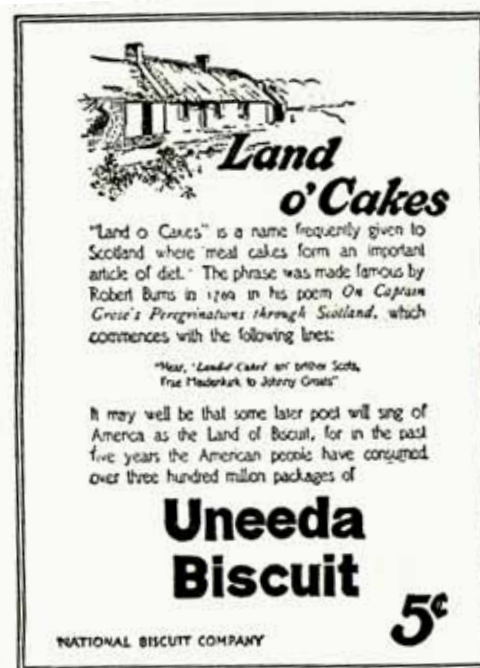 Land
o' Cakes
"Land o Cakes" is a name frequently given to
Scotland where "meal cakes form an important
article of diet." The phrase was made famous by
Robert Burns in 1789 in his poem On Captain
Grose's Peregrinations through Scotland, which
commences with the following lines:
"Hear, 'Land o' Cakes' an' brither Scots,
Frae Maidenkirk to Johnny Groats"
It may well be that some later poet will sing of
America as the Land of Biscuit, for in the past
five years the American people have consumed
over three hundred million packages of
Uneeda
Biscuit
5¢
NATIONAL BISCUIT COMPANY